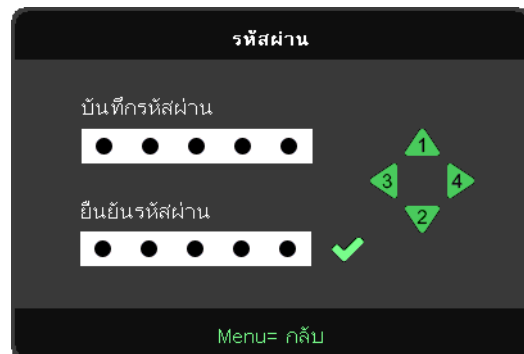 รหัสผ่าน
บันทึกรหัสผ่าน
1
3 4
ยืนยันรหัสผ่าน
2
Menu= กลับ